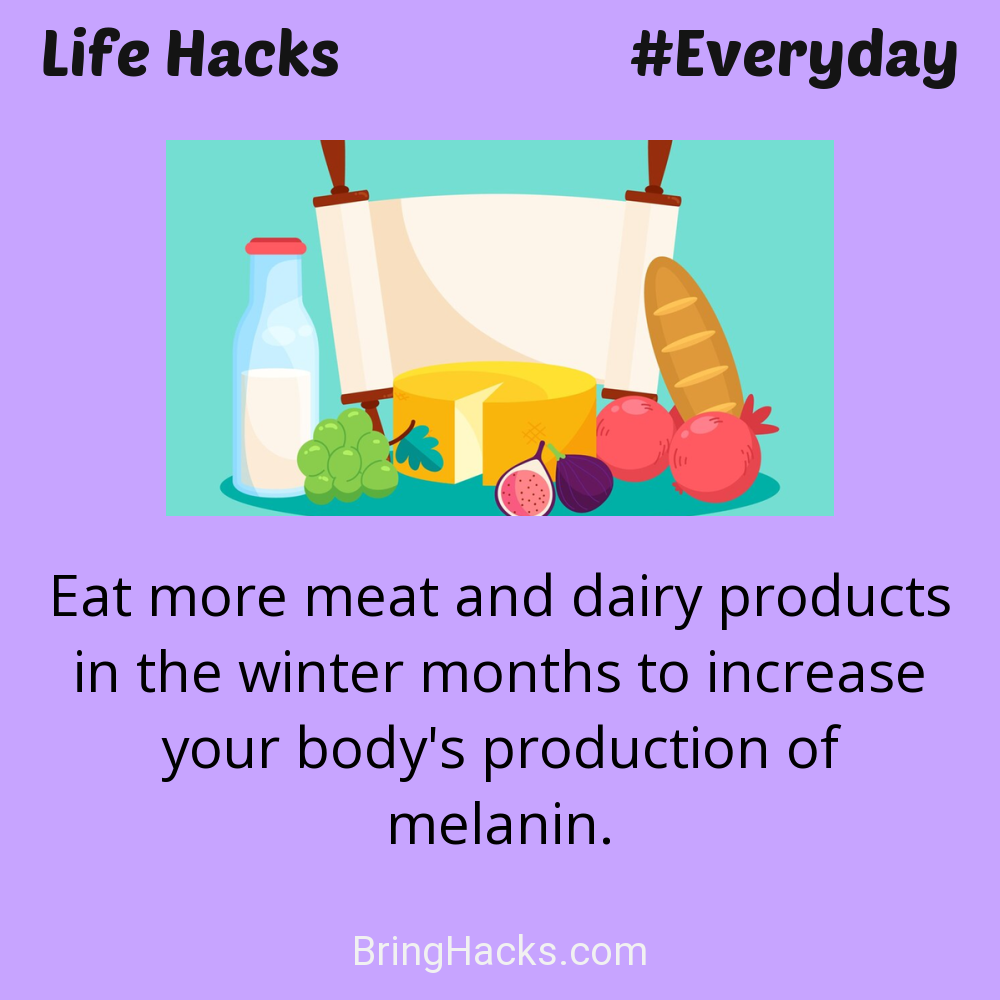 Life Hacks
#Everyday
Eat more meat and dairy products
in the winter months to increase
your body's production of
melanin.
BringHacks.com